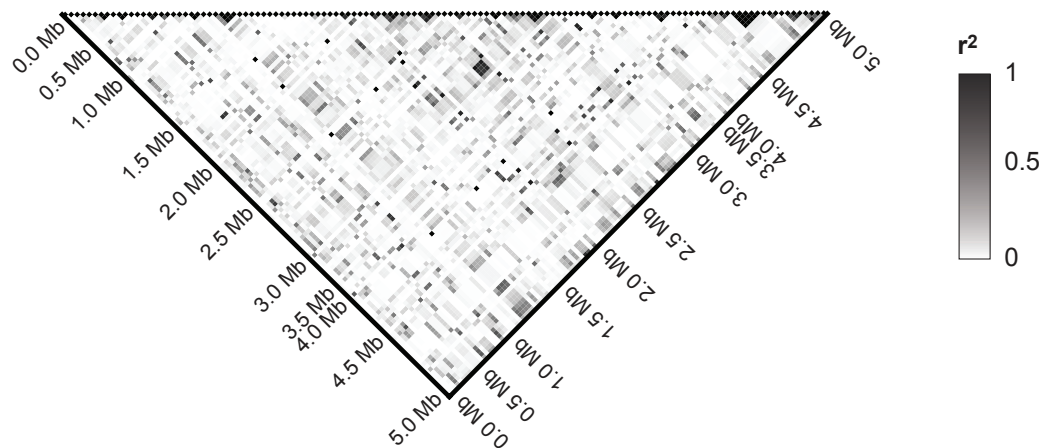 0.0 Mb
0.5 Mb
1.0 Mb
1.5 Mb
2.0 Mb
2.5 Mb
3.0 Mb
3.5 Mb
4.0 Mb
4.5 Mb
5.0 Mb
0.0 Mb
0.5 Mb
1.0 Mb
1.5 Mb
2.0 Mb
2.5 Mb
3.0 Mb
3.5 Mb
4.0 Mb
4.5 Mb
5.0 Mb
r²
1
0.5
0